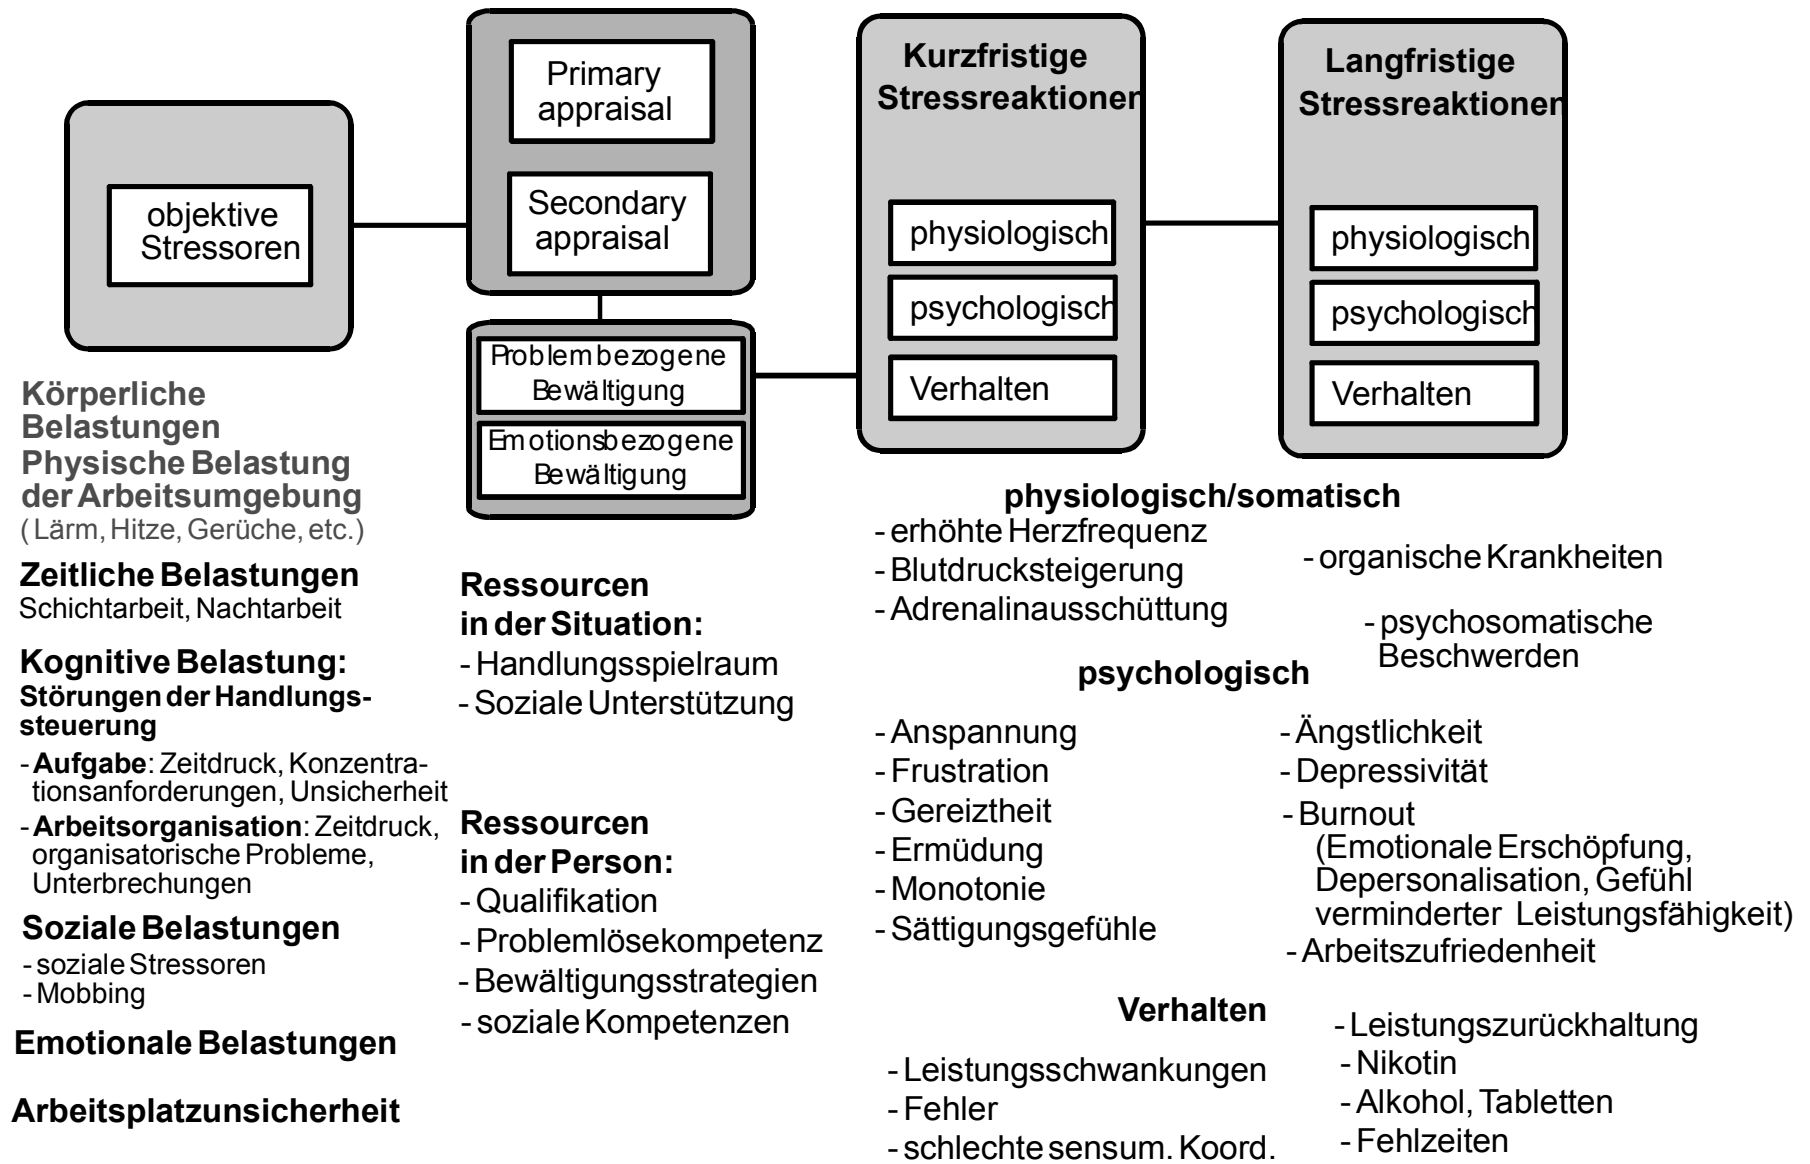 objektive
Stressoren
Primary
appraisal
Secondary
appraisal
Problembezogene
Bewältigung
Emotionsbezogene
Bewältigung
Kurzfristige
Stressreaktionen
physiologisch
psychologisch
Verhalten
Langfristige
Stressreaktionen
physiologisch
psychologisch
Verhalten
Körperliche
Belastungen
Physische Belastung
der Arbeitsumgebung
( Lärm, Hitze, Gerüche, etc.)
Zeitliche Belastungen
Schichtarbeit, Nachtarbeit
Kognitive Belastung:
Störungen der Handlungs-
steuerung
- Aufgabe: Zeitdruck, Konzentra-
tionsanforderungen, Unsicherheit
- Arbeitsorganisation: Zeitdruck,
organisatorische Probleme,
Unterbrechungen
Soziale Belastungen
- soziale Stressoren
- Mobbing
Emotionale Belastungen
Arbeitsplatzunsicherheit
Ressourcen
in der Situation:
- Handlungsspielraum
- Soziale Unterstützung
Ressourcen
in der Person:
- Qualifikation
- Problemlösekompetenz
- Bewältigungsstrategien
- soziale Kompetenzen
physiologisch/somatisch
- erhöhte Herzfrequenz
- Blutdrucksteigerung
- Adrenalinausschüttung
- organische Krankheiten
- psychosomatische
Beschwerden
psychologisch
- Anspannung
- Frustration
- Gereiztheit
- Ermüdung
- Monotonie
- Sättigungsgefühle
- Ängstlichkeit
- Depressivität
- Burnout
(Emotionale Erschöpfung,
Depersonalisation, Gefühl
verminderter Leistungsfähigkeit)
- Arbeitszufriedenheit
Verhalten
- Leistungsschwankungen
- Fehler
- schlechte sensum. Koord.
- Leistungszurückhaltung
- Nikotin
- Alkohol, Tabletten
- Fehlzeiten